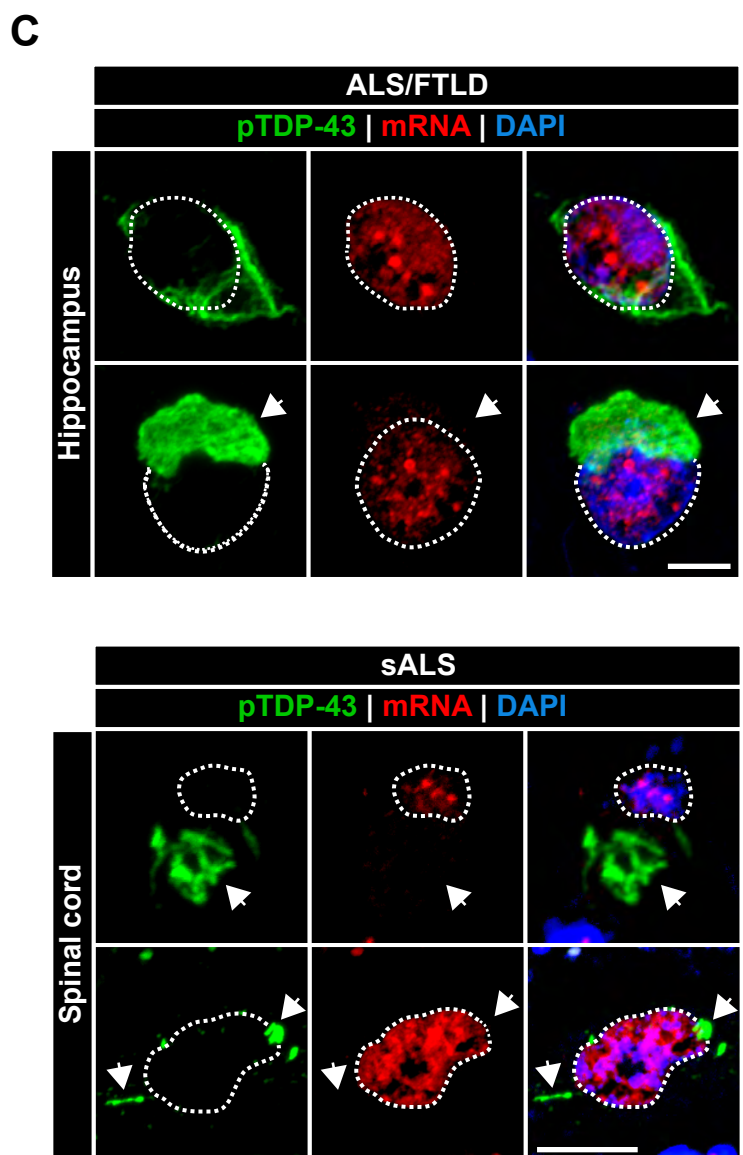 C
ALS/FTLD
pTDP-43 | mRNA | DAPI
Hippocampus
sALS
pTDP-43 | mRNA | DAPI
Spinal cord